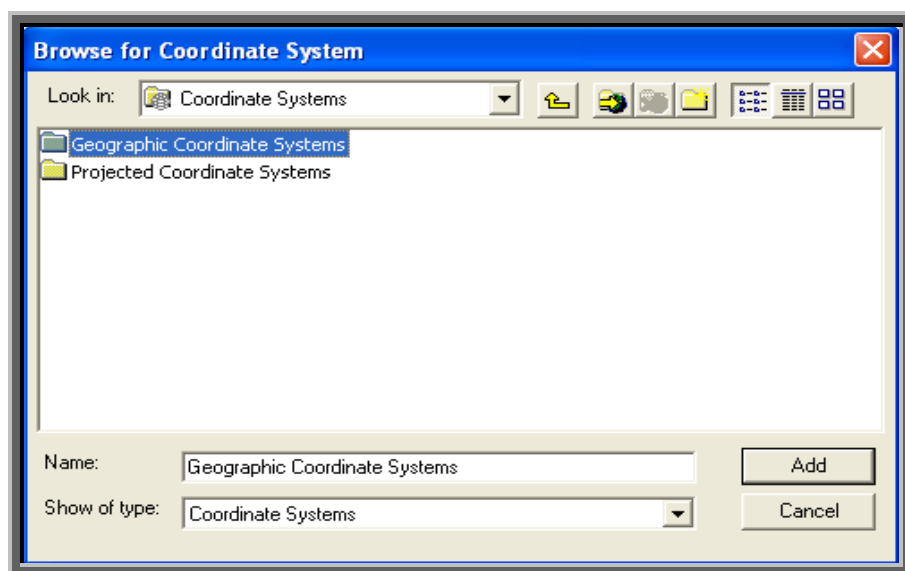 Browse for Coordinate System
Look in: Coordinate Systems
Geographic Coordinate Systems
Projected Coordinate Systems
Name: Geographic Coordinate Systems Add
Show of type: Coordinate Systems Cancel